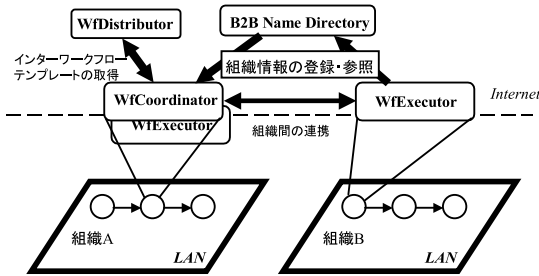 WfDistributor
B2B Name Directory
インターワークフロー
テンプレートの取得
組織情報の登録・参照
WfCoordinator
WfExecutor
WfExecutor
Internet
組織間の連携
組織A
LAN
組織B
LAN